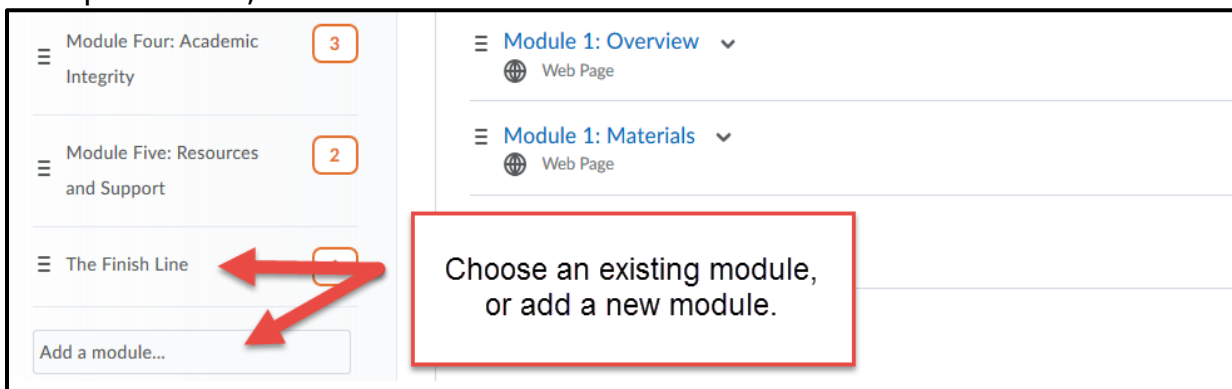 Module Four: Academic
Integrity
3
Module Five: Resources
and Support
2
The Finish Line
Add a module...
Module 1: Overview
Web Page
Module 1: Materials
Web Page
Choose an existing module,
or add a new module.